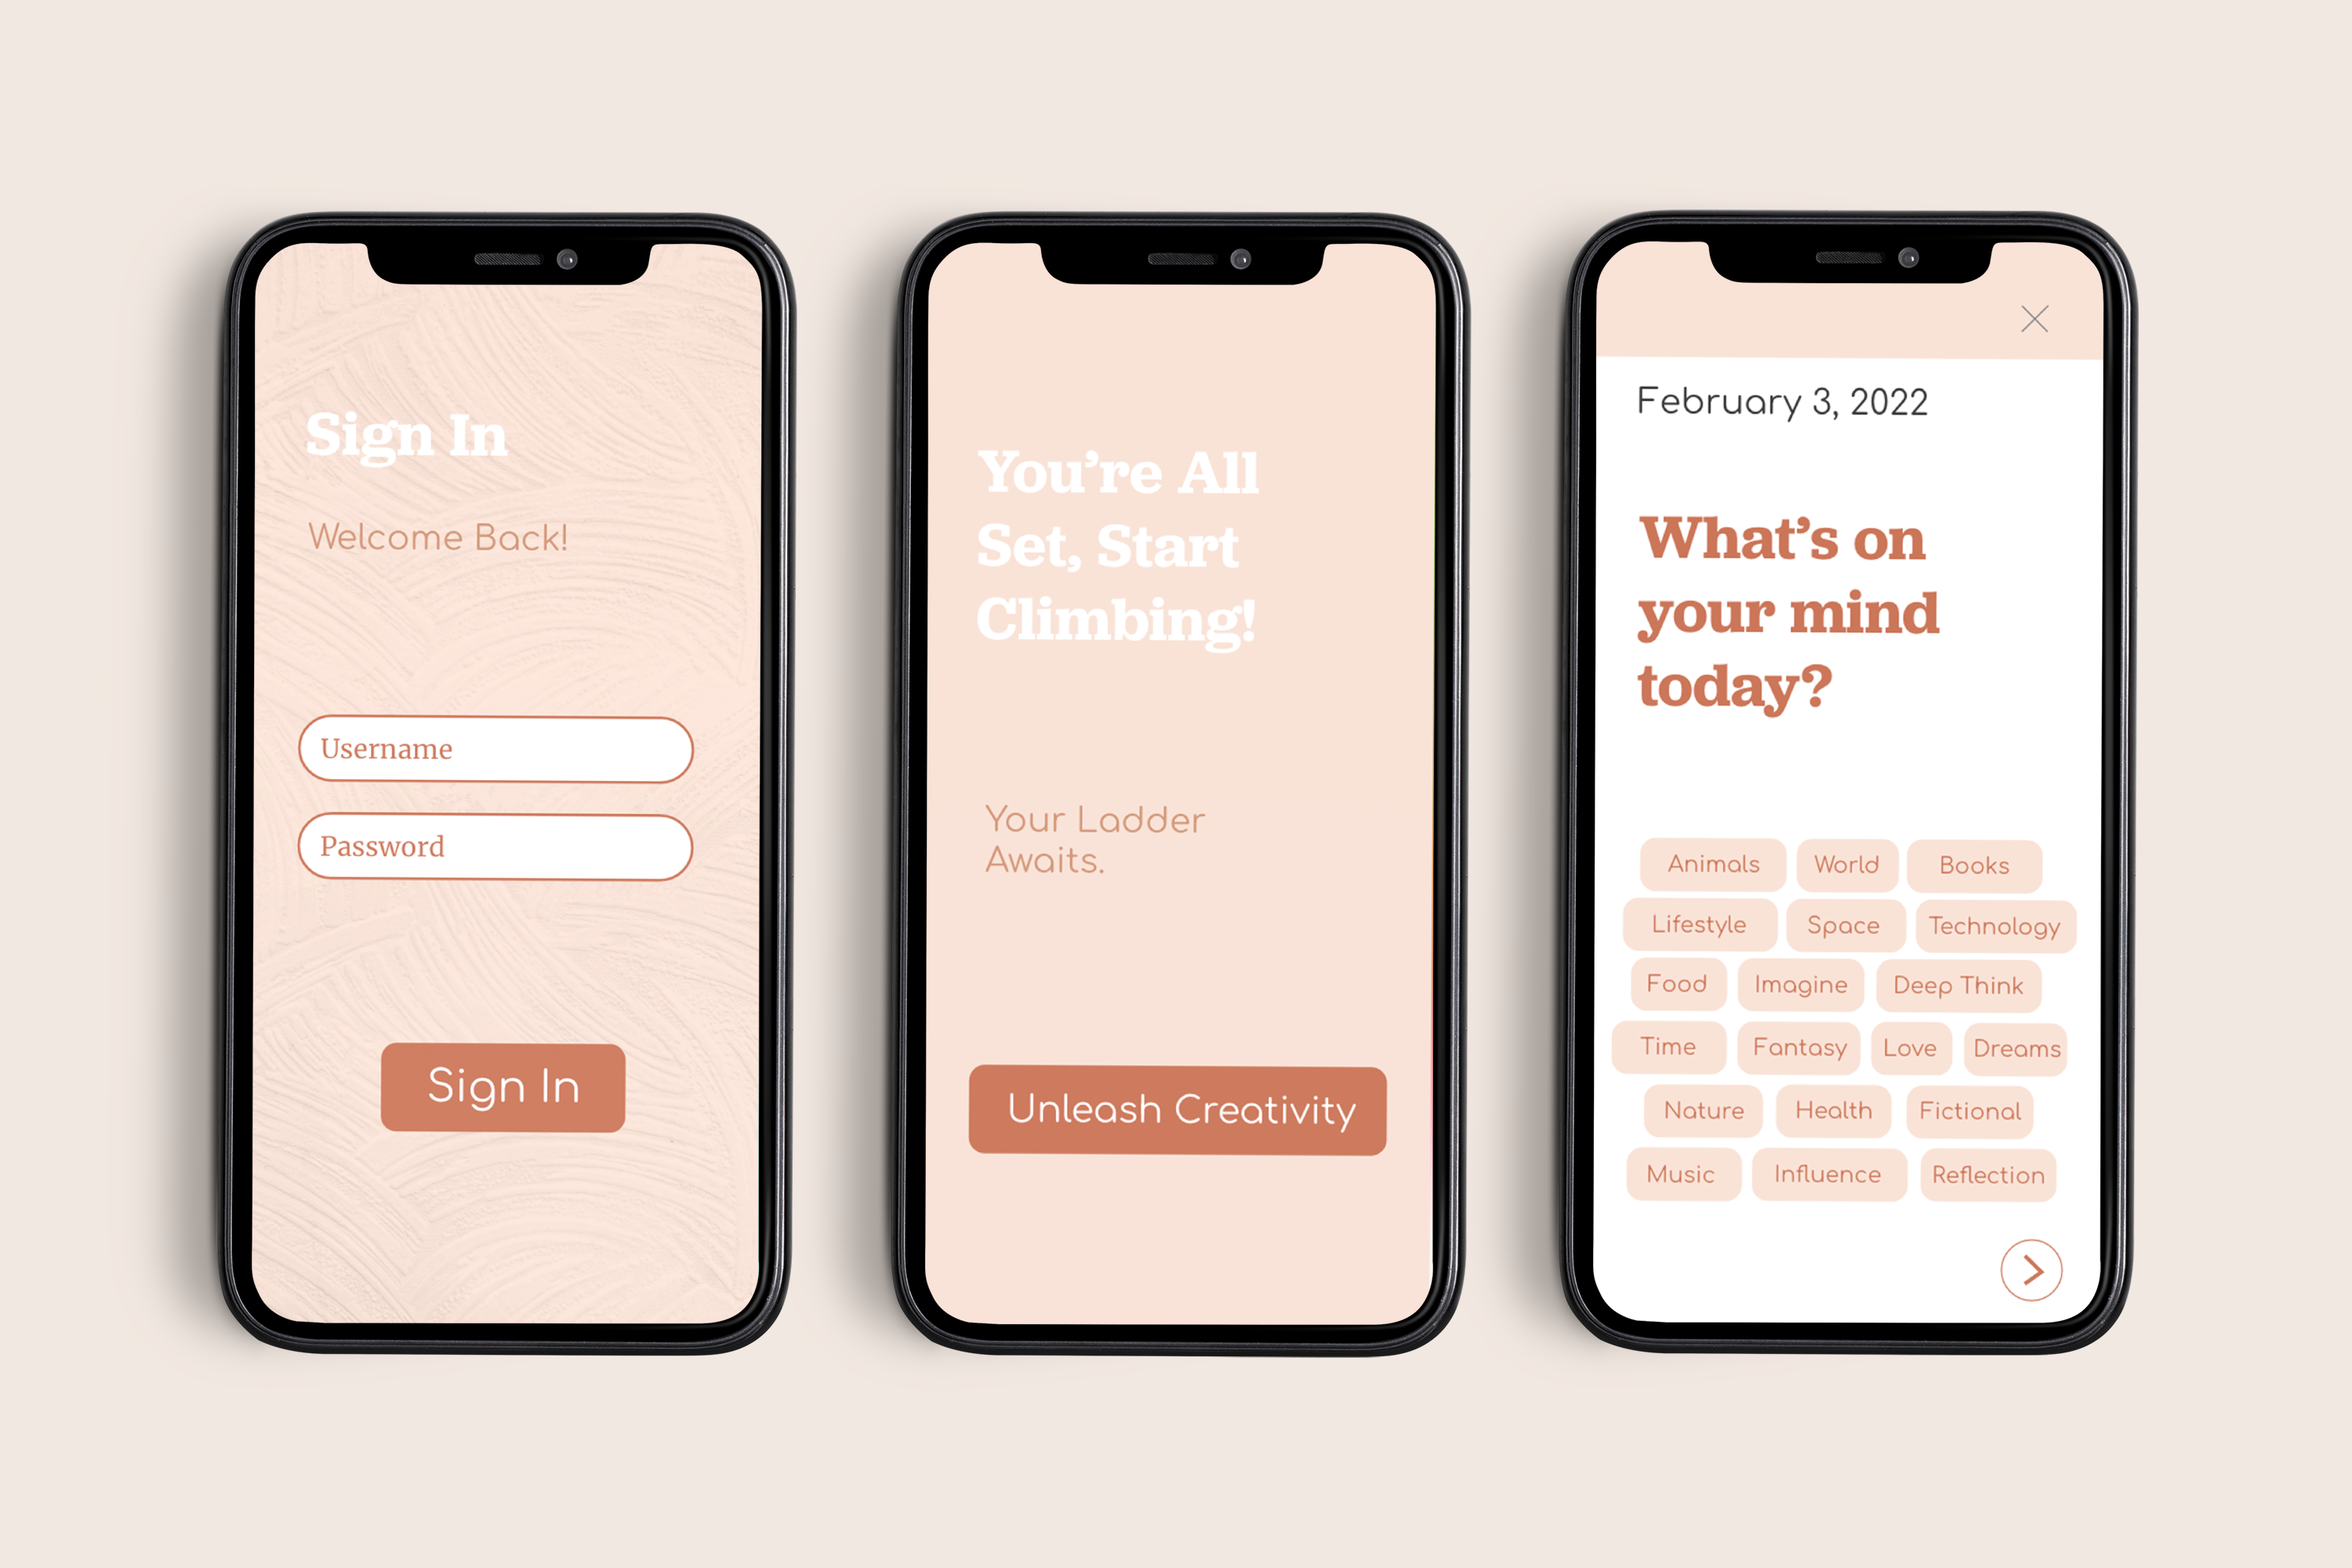 Sign In
Welcome Back!
Username
Password
Sign In
You're All
Set, Start
Climbing!
Your Ladder
Awaits.
Unleash Creativity
February 3, 2022
What's on
your mind
today?
Animals World Books
Lifestyle Space Technology
Food Imagine Deep Think
Time Fantasy Love Dreams
Nature Health Fictional
Music Influence Reflection